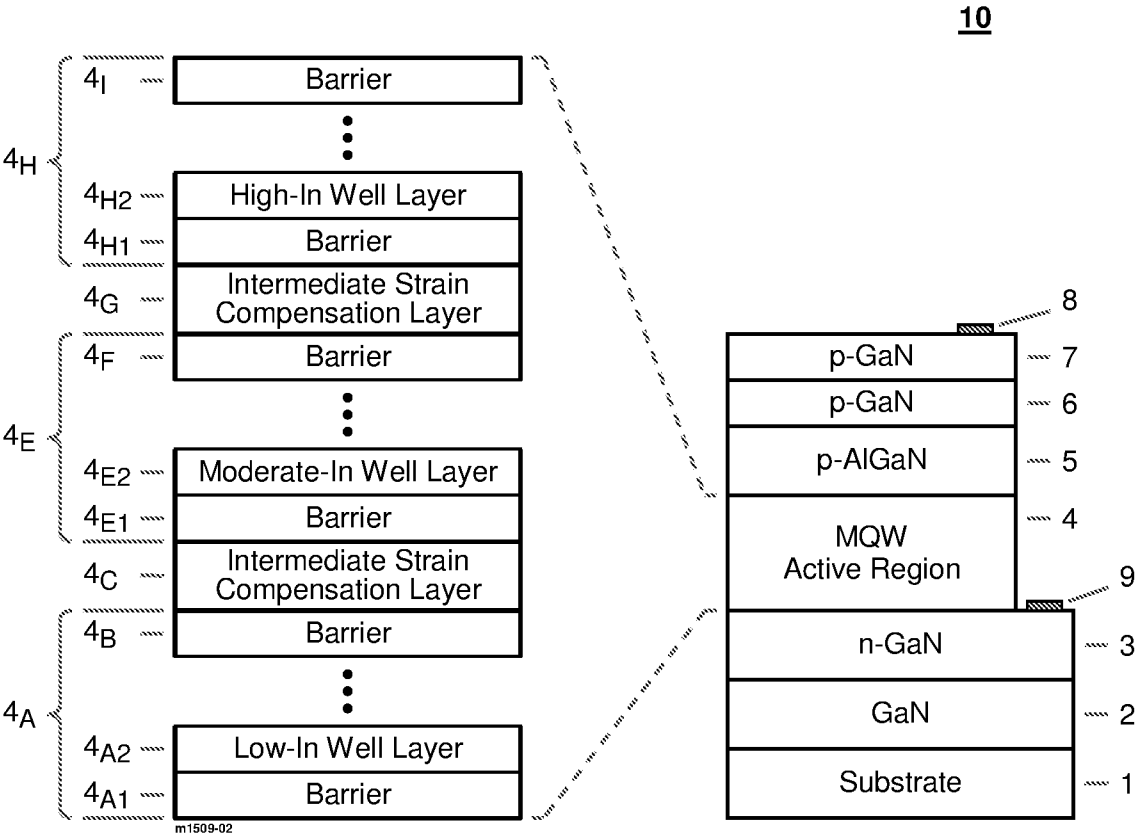 10
4I
Barrier
4H
4H2
High-In Well Layer
4H1
Barrier
4G
Intermediate Strain
Compensation Layer
4F
Barrier
4E
4E2
Moderate-In Well Layer
4E1
Barrier
4C
Intermediate Strain
Compensation Layer
4B
Barrier
4A
4A2
Low-In Well Layer
4A1
Barrier
m1509-02
8
p-GaN
7
p-GaN
6
p-AlGaN
5
MQW
Active Region
4
9
n-GaN
3
GaN
2
Substrate
1